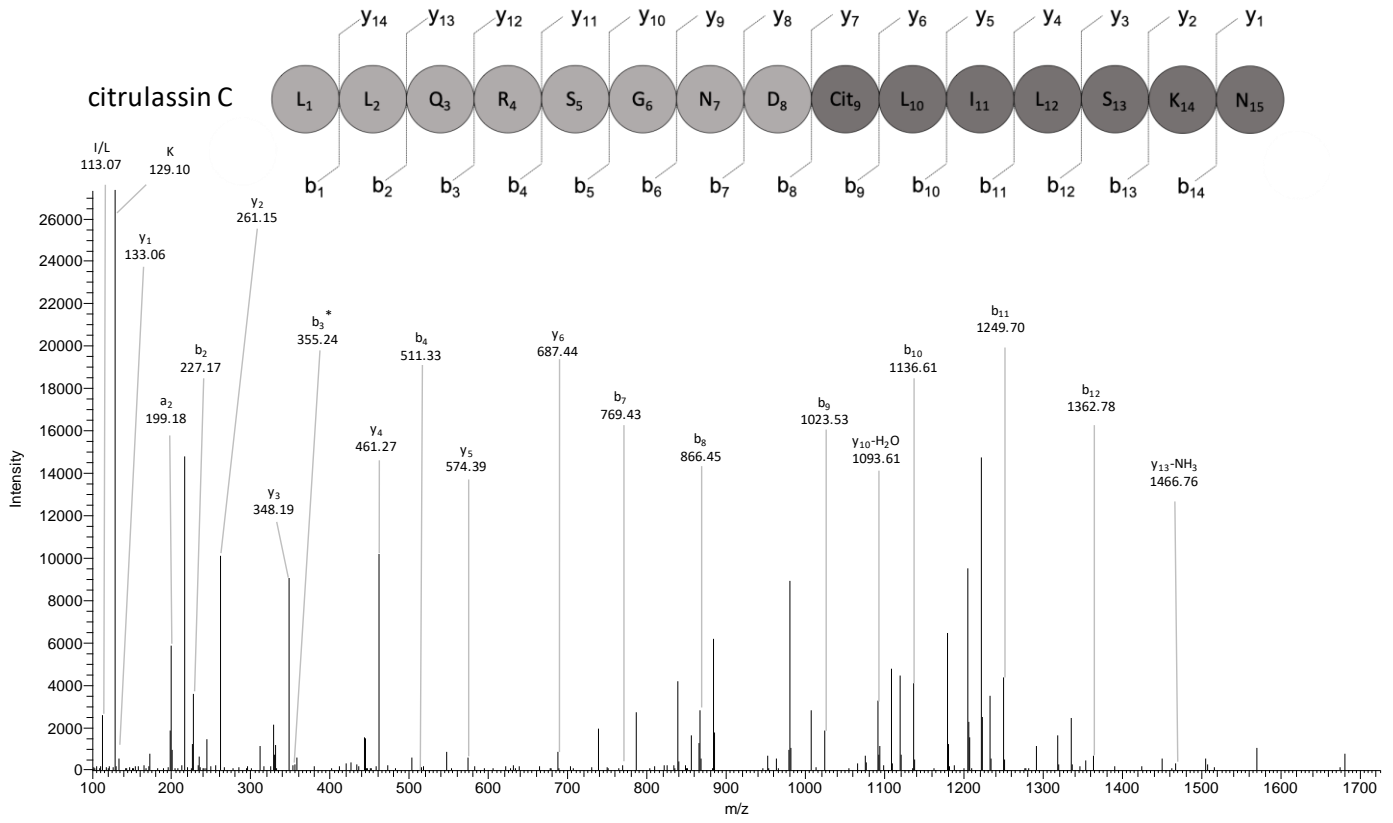 y14 y13 y12 y11 y10 y9 y8 y7 y6 y5 y4 y3 y2 y1
citrulassin C
L1 L2 Q3 R4 S5 G6 N7 D8 Cit9 L10 I11 L12 S13 K14 N15
b1 b2 b3 b4 b5 b6 b7 b8 b9 b10 b11 b12 b13 b14
I/L
113.07
K
129.10
y1
133.06
a2
199.18
b2
227.17
y2
261.15
y3
348.19
b3*
355.24
y4
461.27
b4
511.33
y5
574.39
y6
687.44
b7
769.43
b8
866.45
b9
1023.53
y10-H2O
1093.61
b10
1136.61
b11
1249.70
b12
1362.78
y13-NH3
1466.76
Intensity
26000
24000
22000
20000
18000
16000
14000
12000
10000
8000
6000
4000
2000
0
100 200 300 400 500 600 700 800 900 1000 1100 1200 1300 1400 1500 1600 1700
m/z